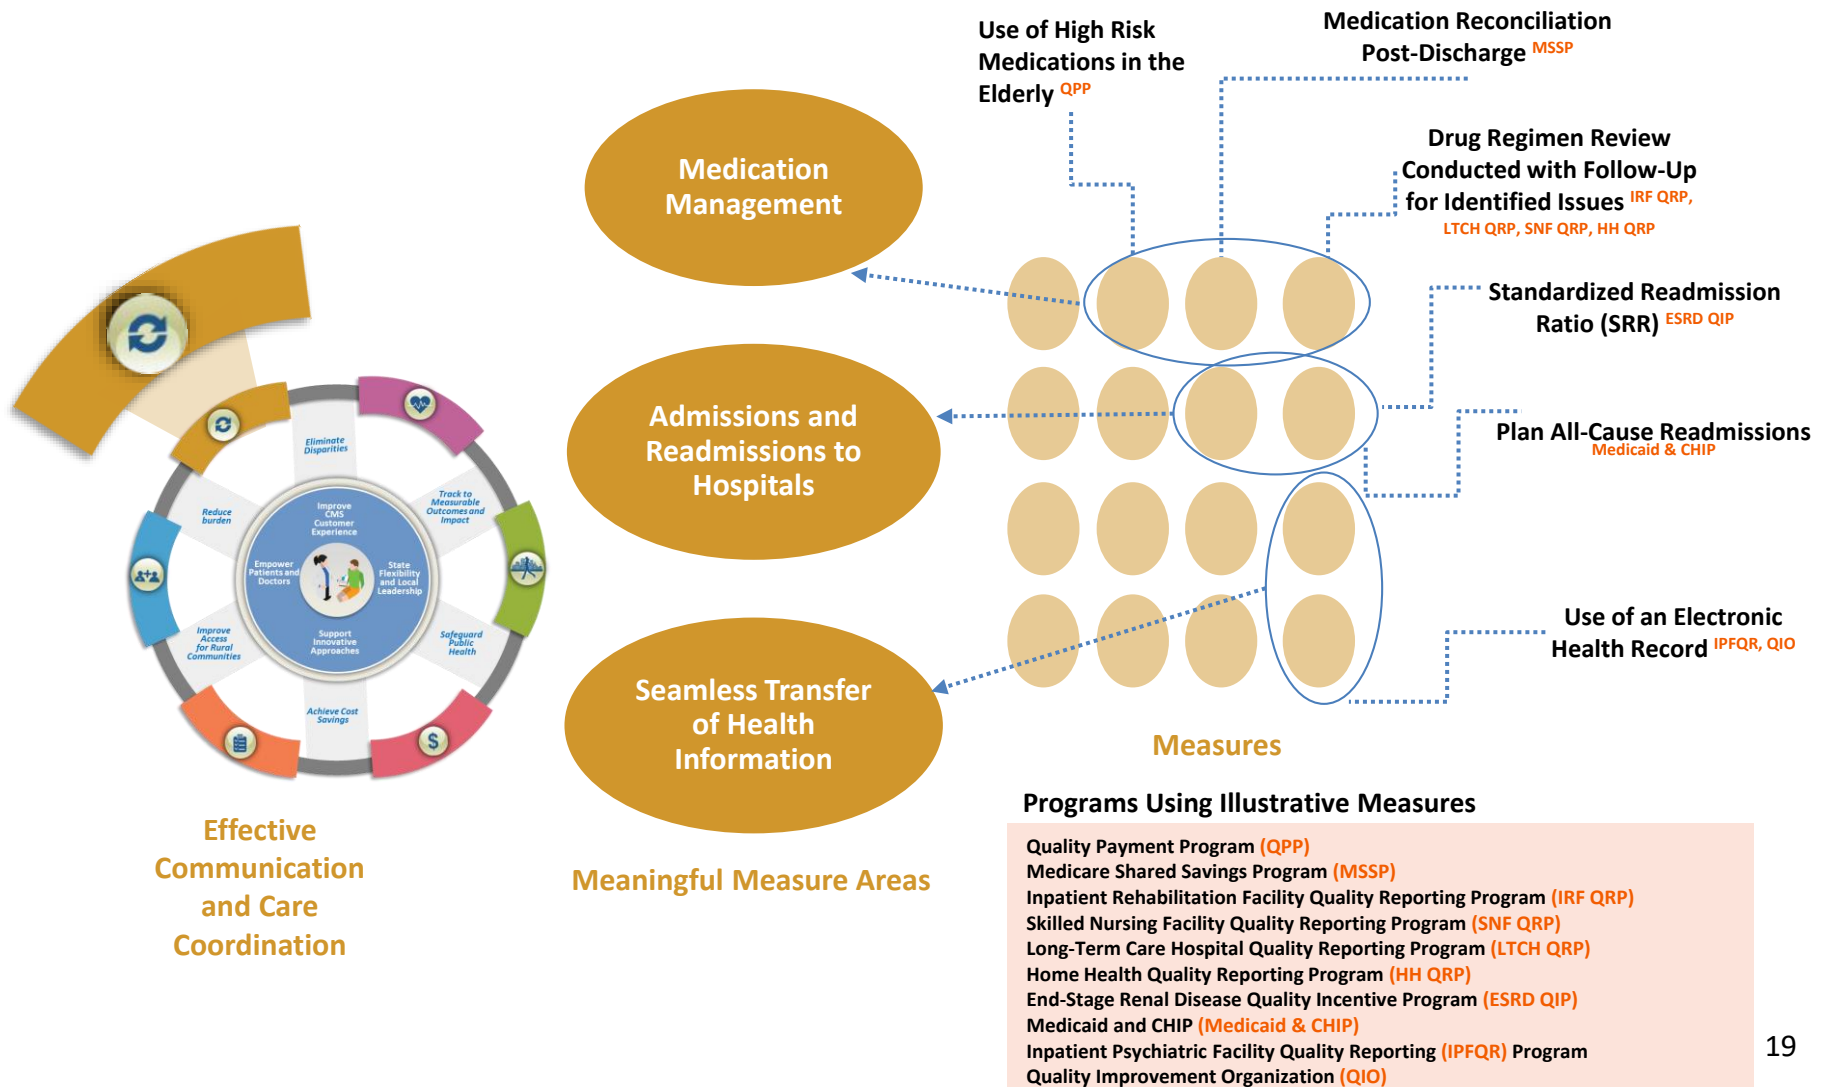 Use of High Risk
Medications in the
Elderly QPP
Medication Reconciliation
Post-Discharge MSSP
Drug Regimen Review
Conducted with Follow-Up
for Identified Issues IRF QRP,
LTCH QRP, SNF QRP, HH QRP
Standardized Readmission
Ratio (SRR) ESRD QIP
Plan All-Cause Readmissions
Medicaid & CHIP
Use of an Electronic
Health Record IPFQR, QIO
Medication
Management
Admissions and
Readmissions to
Hospitals
Seamless Transfer
of Health
Information
Meaningful Measure Areas
Measures
Eliminate
Disparities
Track to
Measurable
Outcomes and
Impact
Safeguard
Public
Health
Achieve Cost
Savings
Improve
Access
for Rural
Communities
Reduce
burden
Improve
CMS
Customer
Experience
State
Flexibility
and Local
Leadership
Support
Innovative
Approaches
Empower
Patients and
Doctors
$
Effective
Communication
and Care
Coordination
Programs Using Illustrative Measures
Quality Payment Program (QPP)
Medicare Shared Savings Program (MSSP)
Inpatient Rehabilitation Facility Quality Reporting Program (IRF QRP)
Skilled Nursing Facility Quality Reporting Program (SNF QRP)
Long-Term Care Hospital Quality Reporting Program (LTCH QRP)
Home Health Quality Reporting Program (HH QRP)
End-Stage Renal Disease Quality Incentive Program (ESRD QIP)
Medicaid and CHIP (Medicaid & CHIP)
Inpatient Psychiatric Facility Quality Reporting (IPFQR) Program
Quality Improvement Organization (QIO)
19